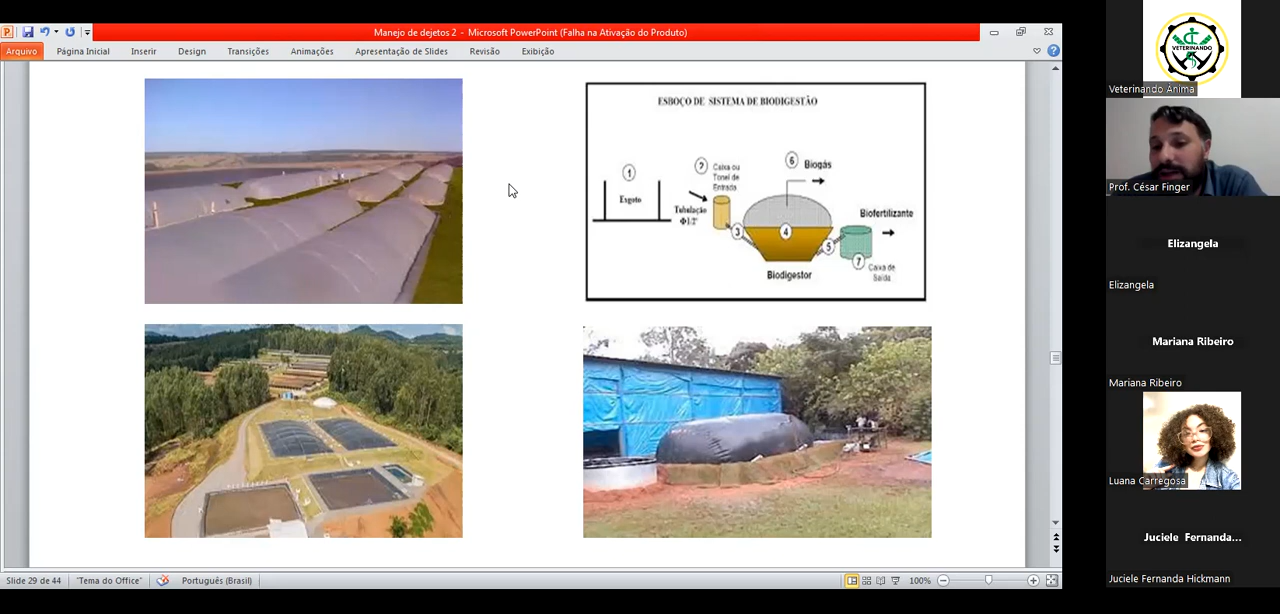 Manejo de dejetos 2 - Microsoft PowerPoint (Falha na Ativação do Produto)
Arquivo
Página Inicial
Inserir
Design
Transições
Animações
Apresentação de Slides
Revisão
Exibição
ESBOÇO DE SISTEMA DE BIODIGESTÃO
1
Esgoto
2
Caixa ou
Tonel de
Entrada
Tubulação
3
4
5
6
Biogás
Biofertilizante
7
Caixa de
Saída
Biodigestor
Slide 29 de 44
"Tema do Office"
Português (Brasil)
100%
VETERINANDO
Veterinando Ânima
Prof. César Finger
Elizangela
Elizangela
Mariana Ribeiro
Mariana Ribeiro
Luana Carregosa
Juciele Fernanda...
Juciele Fernanda Hickmann